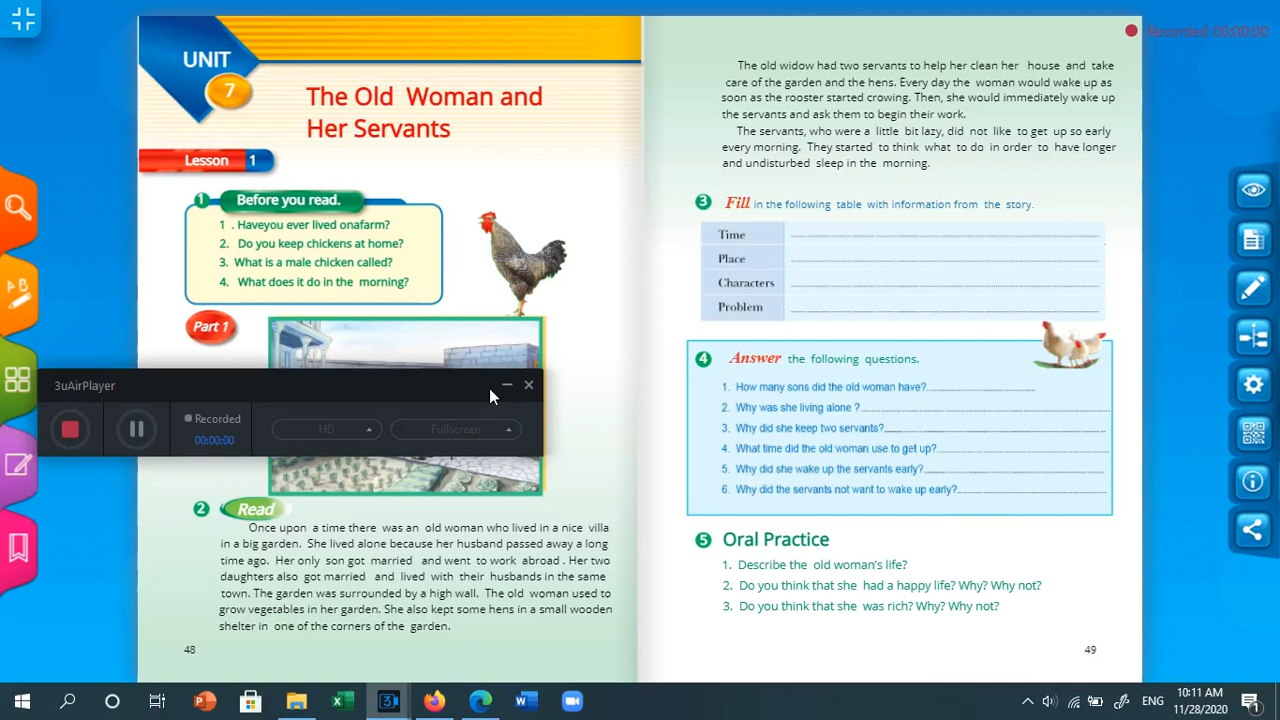 UNIT
7
The Old Woman and
Her Servants
Lesson 1
1 Before you read.
1 . Haveyou ever lived onafarm?
2. Do you keep chickens at home?
3. What is a male chicken called?
4. What does it do in the morning?
Part 1
3uAirPlayer
Recorded
00:00:00
HD
Fullscreen
2 Read
Once upon a time there was an old woman who lived in a nice villa
in a big garden. She lived alone because her husband passed away a long
time ago. Her only son got married and went to work abroad . Her two
daughters also got married and lived with their husbands in the same
town. The garden was surrounded by a high wall. The old woman used to
grow vegetables in her garden. She also kept some hens in a small wooden
shelter in one of the corners of the garden.
48
Recorded 00:00:00
The old widow had two servants to help her clean her house and take
care of the garden and the hens. Every day the woman would wake up as
soon as the rooster started crowing. Then, she would immediately wake up
the servants and ask them to begin their work.
The servants, who were a little bit lazy, did not like to get up so early
every morning. They started to think what to do in order to have longer
and undisturbed sleep in the morning.
3 Fill in the following table with information from the story.
Time
Place
Characters
Problem
4 Answer the following questions.
1. How many sons did the old woman have?
2. Why was she living alone ?
3. Why did she keep two servants?
4. What time did the old woman use to get up?
5. Why did she wake up the servants early?
6. Why did the servants not want to wake up early?
5 Oral Practice
1. Describe the old woman's life?
2. Do you think that she had a happy life? Why? Why not?
3. Do you think that she was rich? Why? Why not?
49
ENG
10:11 AM
11/28/2020